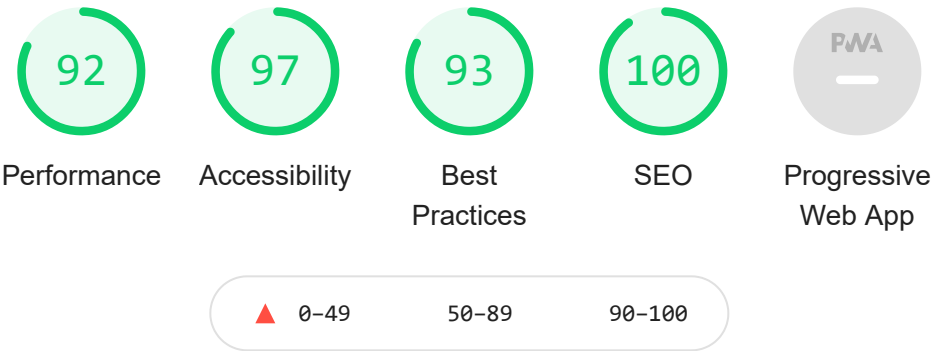 92 97 93 100 PWA
Performance Accessibility Best Practices SEO Progressive Web App
0–49 50–89 90–100